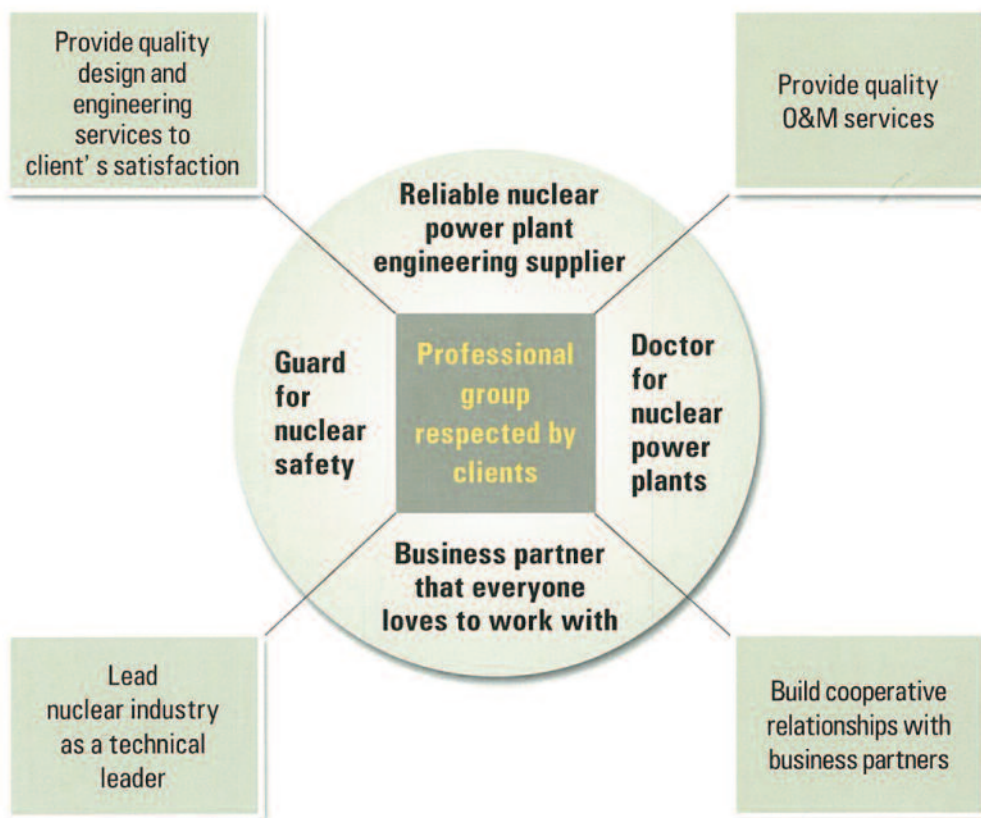 Provide quality
design and
engineering
services to
client' s satisfaction
Provide quality
O&M services
Reliable nuclear
power plant
engineering supplier
Guard
for
nuclear
safety
Professional
group
respected by
clients
Doctor
for
nuclear
power
plants
Business partner
that everyone
loves to work with
Lead
nuclear industry
as a technical
leader
Build cooperative
relationships with
business partners